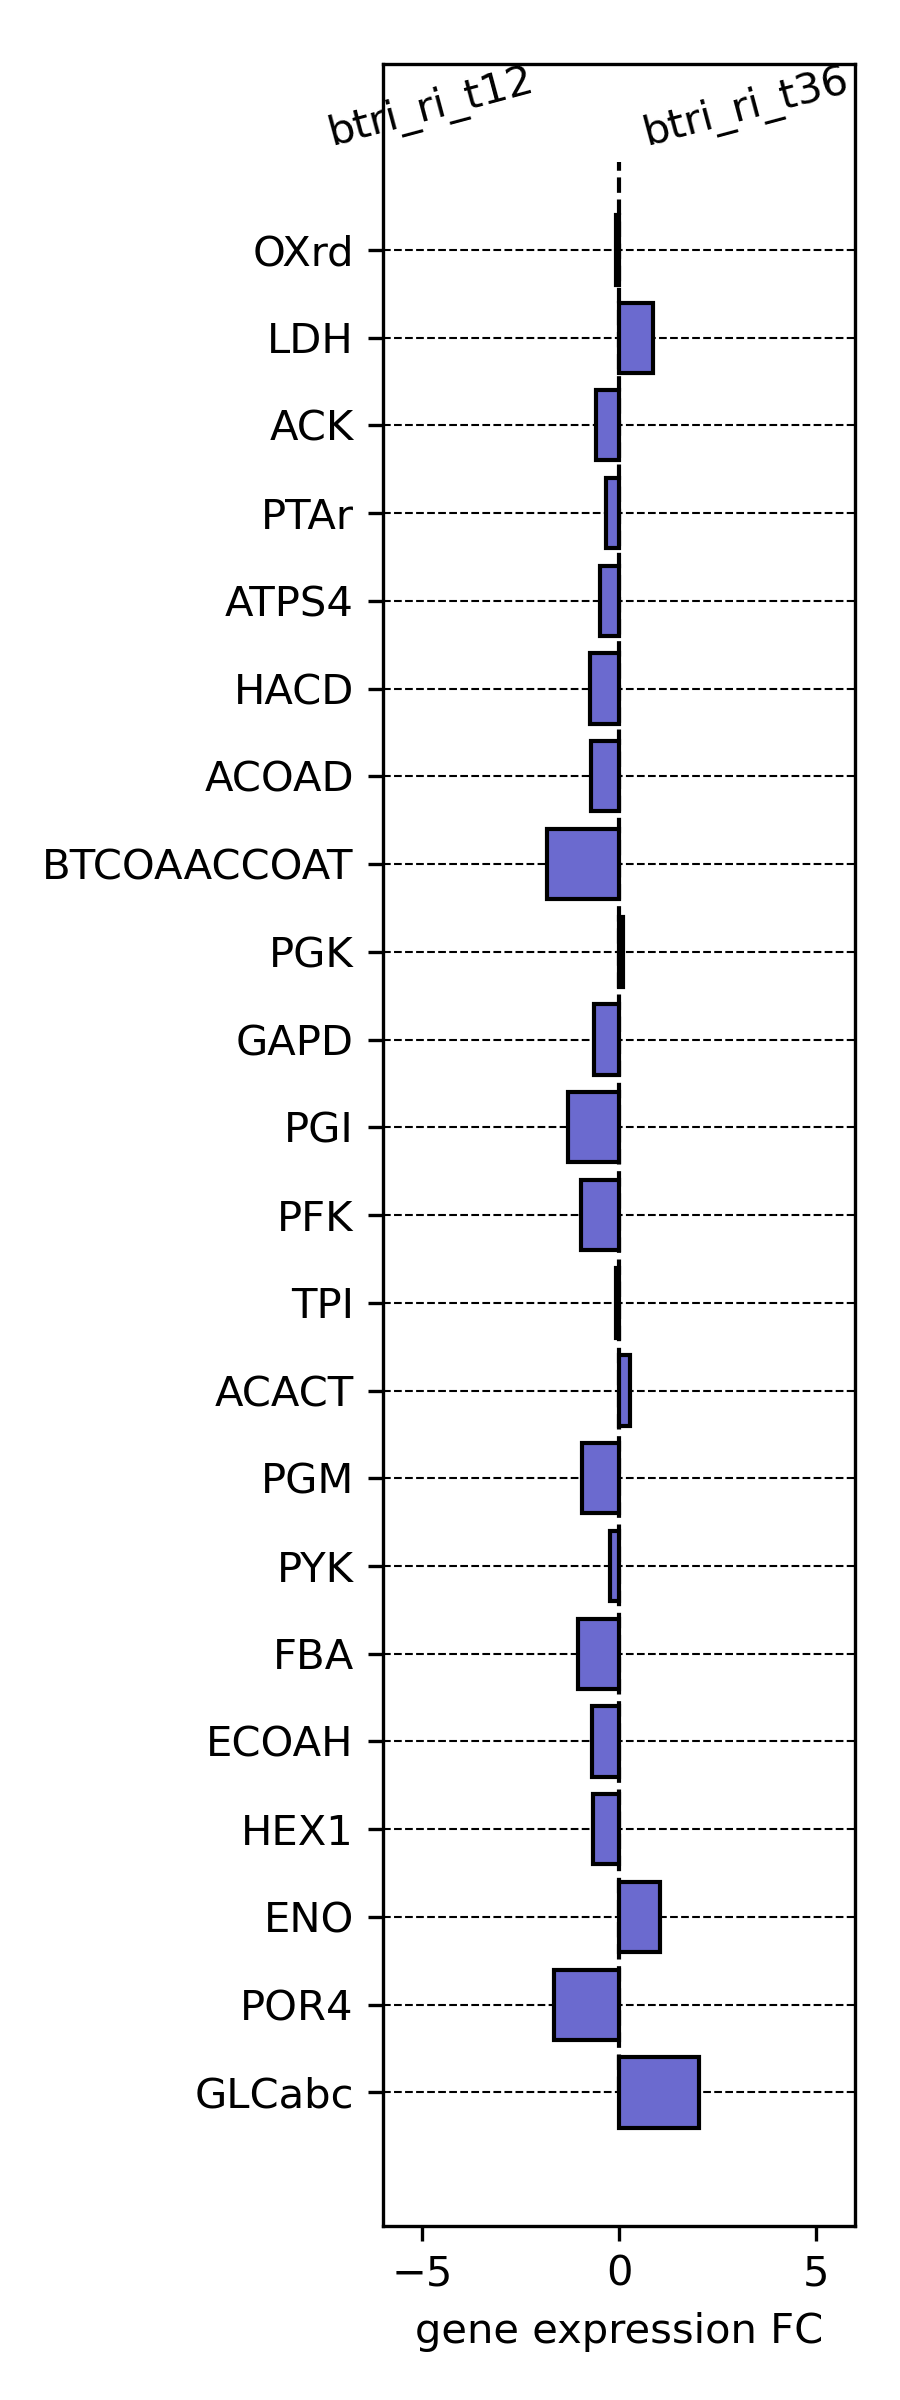 btri_ri_t12
btri_ri_t36
OXrd
LDH
ACK
PTAr
ATPS4
HACD
ACOAD
BTCOAACCOAT
PGK
GAPD
PGI
PFK
TPI
ACACT
PGM
PYK
FBA
ECOAH
HEX1
ENO
POR4
GLCabc
−5 0 5
gene expression FC